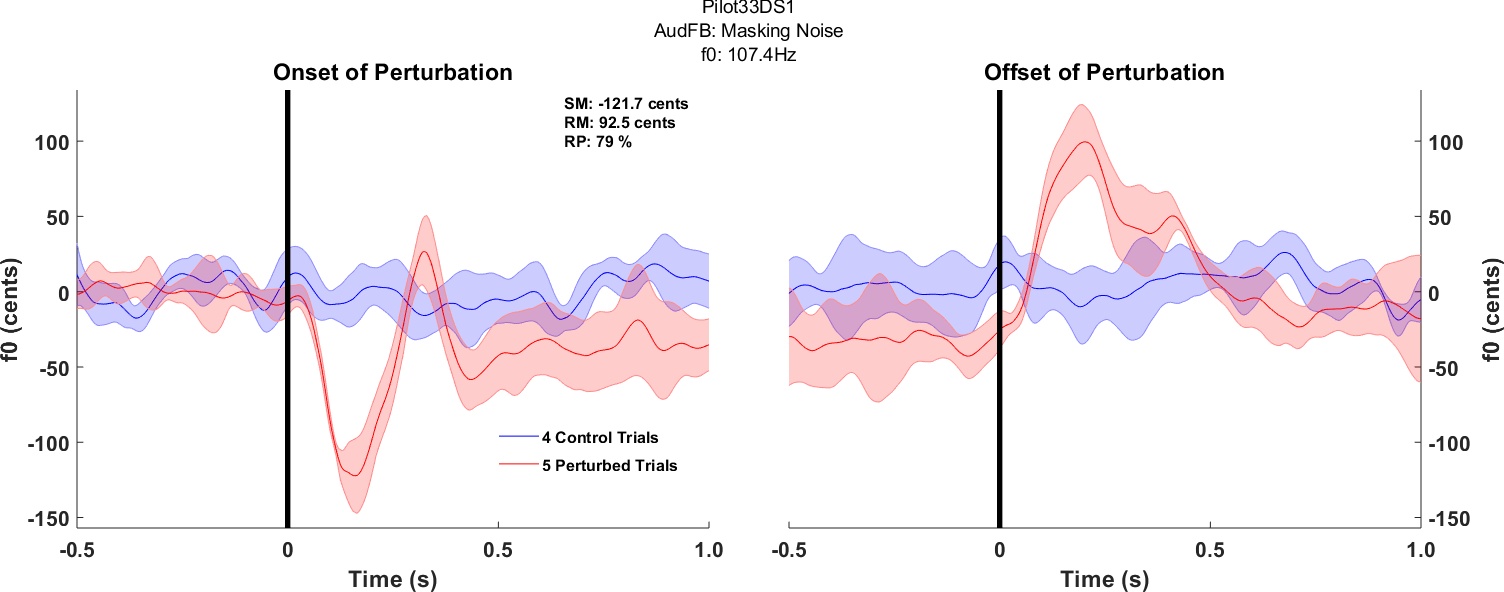 Pilot33DS1
AudFB: Masking Noise
f0: 107.4Hz
Onset of Perturbation
SM: -121.7 cents
RM: 92.5 cents
RP: 79 %
f0 (cents)
100
50
0
-50
-100
-150
-0.5 0 0.5 1.0
Time (s)
4 Control Trials
5 Perturbed Trials
Offset of Perturbation
100
50
0
-50
-100
-150
f0 (cents)
-0.5 0 0.5 1.0
Time (s)